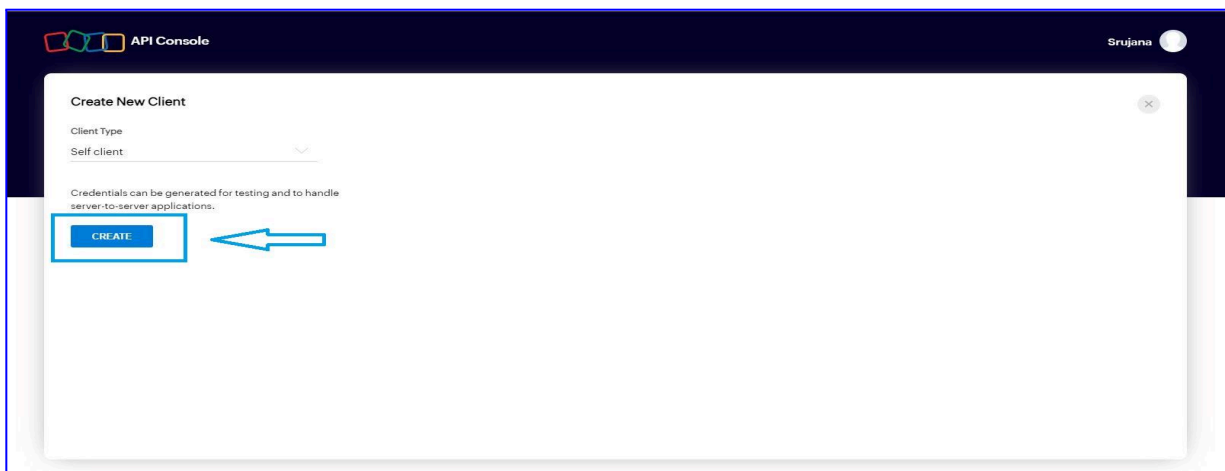 API Console
Srujana
Create New Client
Client Type
Self client
Credentials can be generated for testing and to handle
server-to-server applications.
CREATE